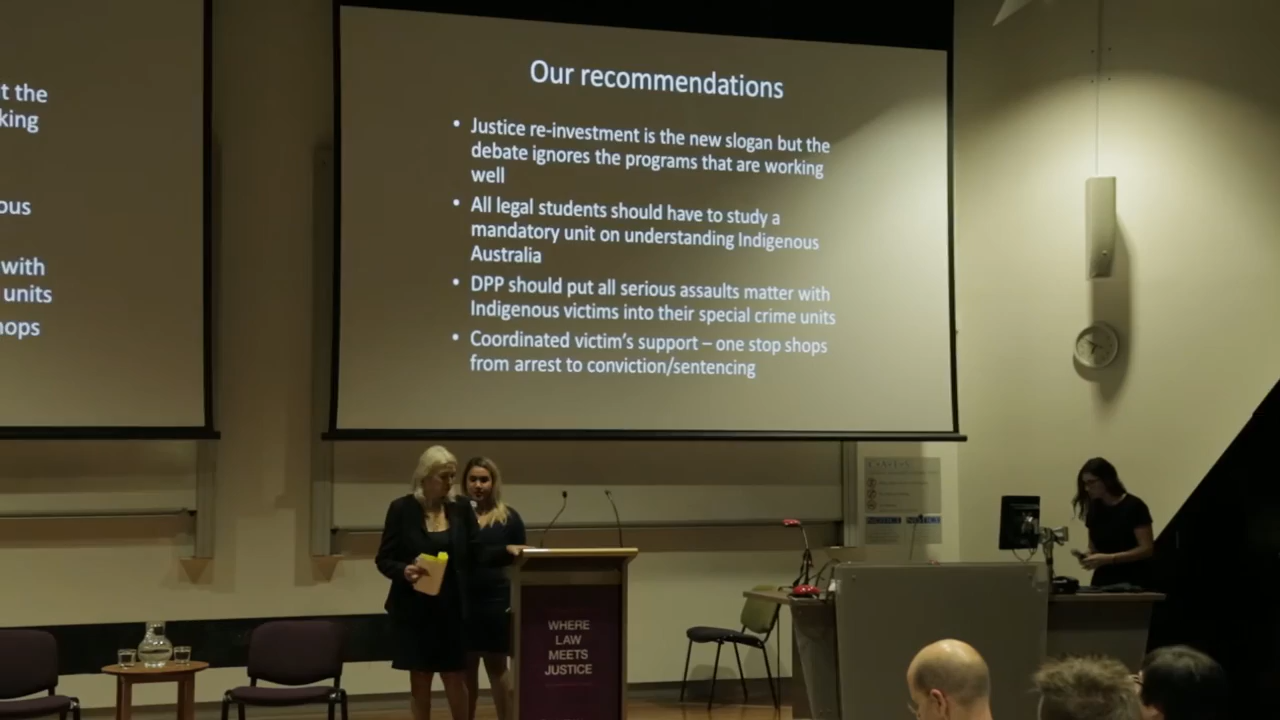 t the
king
ous
with
units
hops
Our recommendations
• Justice re-investment is the new slogan but the
debate ignores the programs that are working
well
• All legal students should have to study a
mandatory unit on understanding Indigenous
Australia
• DPP should put all serious assaults matter with
Indigenous victims into their special crime units
• Coordinated victim's support – one stop shops
from arrest to conviction/sentencing
NOTICE NOTICE
WHERE
LAW
MEETS
JUSTICE